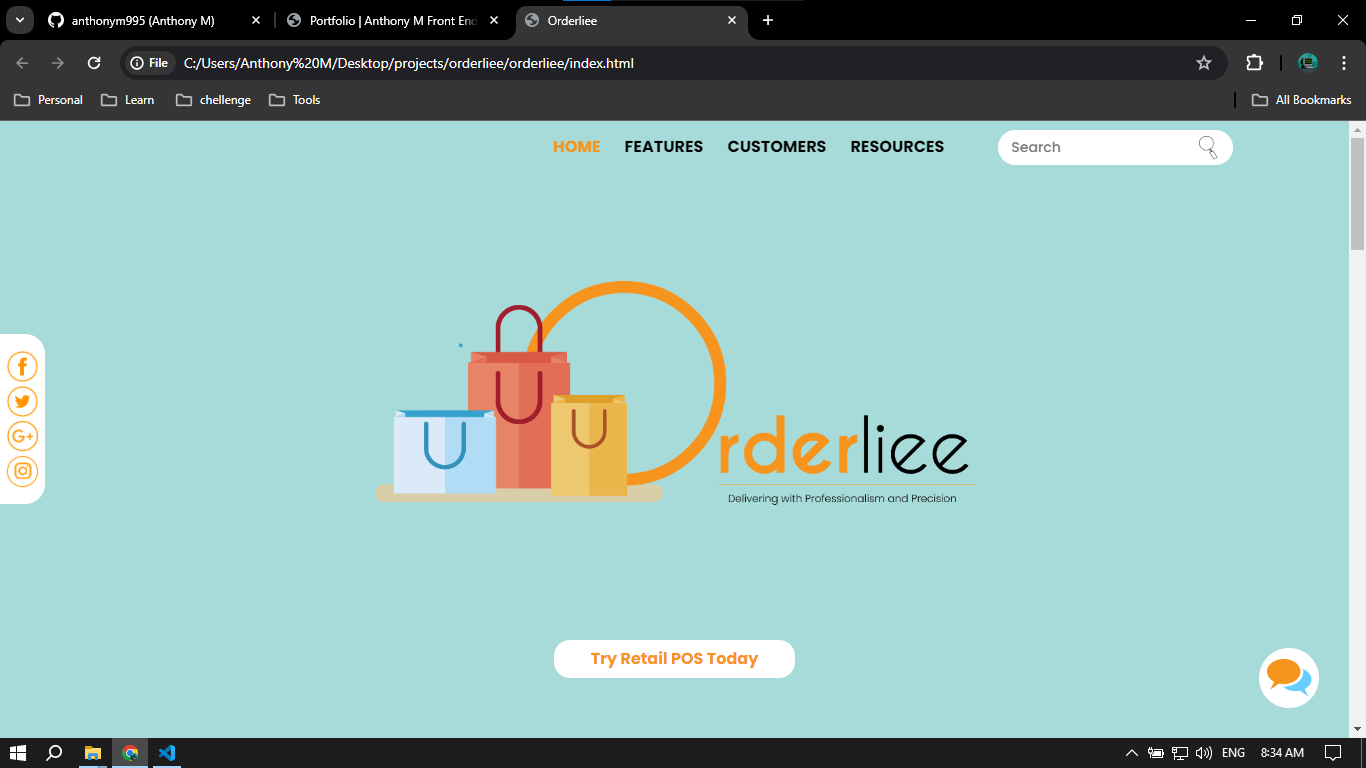 anthonym995 (Anthony M)
Portfolio | Anthony M Front End
Orderliee
File
C:/Users/Anthony%20M/Desktop/projects/orderliee/orderliee/index.html
Personal
Learn
chellenge
Tools
All Bookmarks
HOME
FEATURES
CUSTOMERS
RESOURCES
Search
rderliee
Delivering with Professionalism and Precision
Try Retail POS Today
ENG
8:34 AM